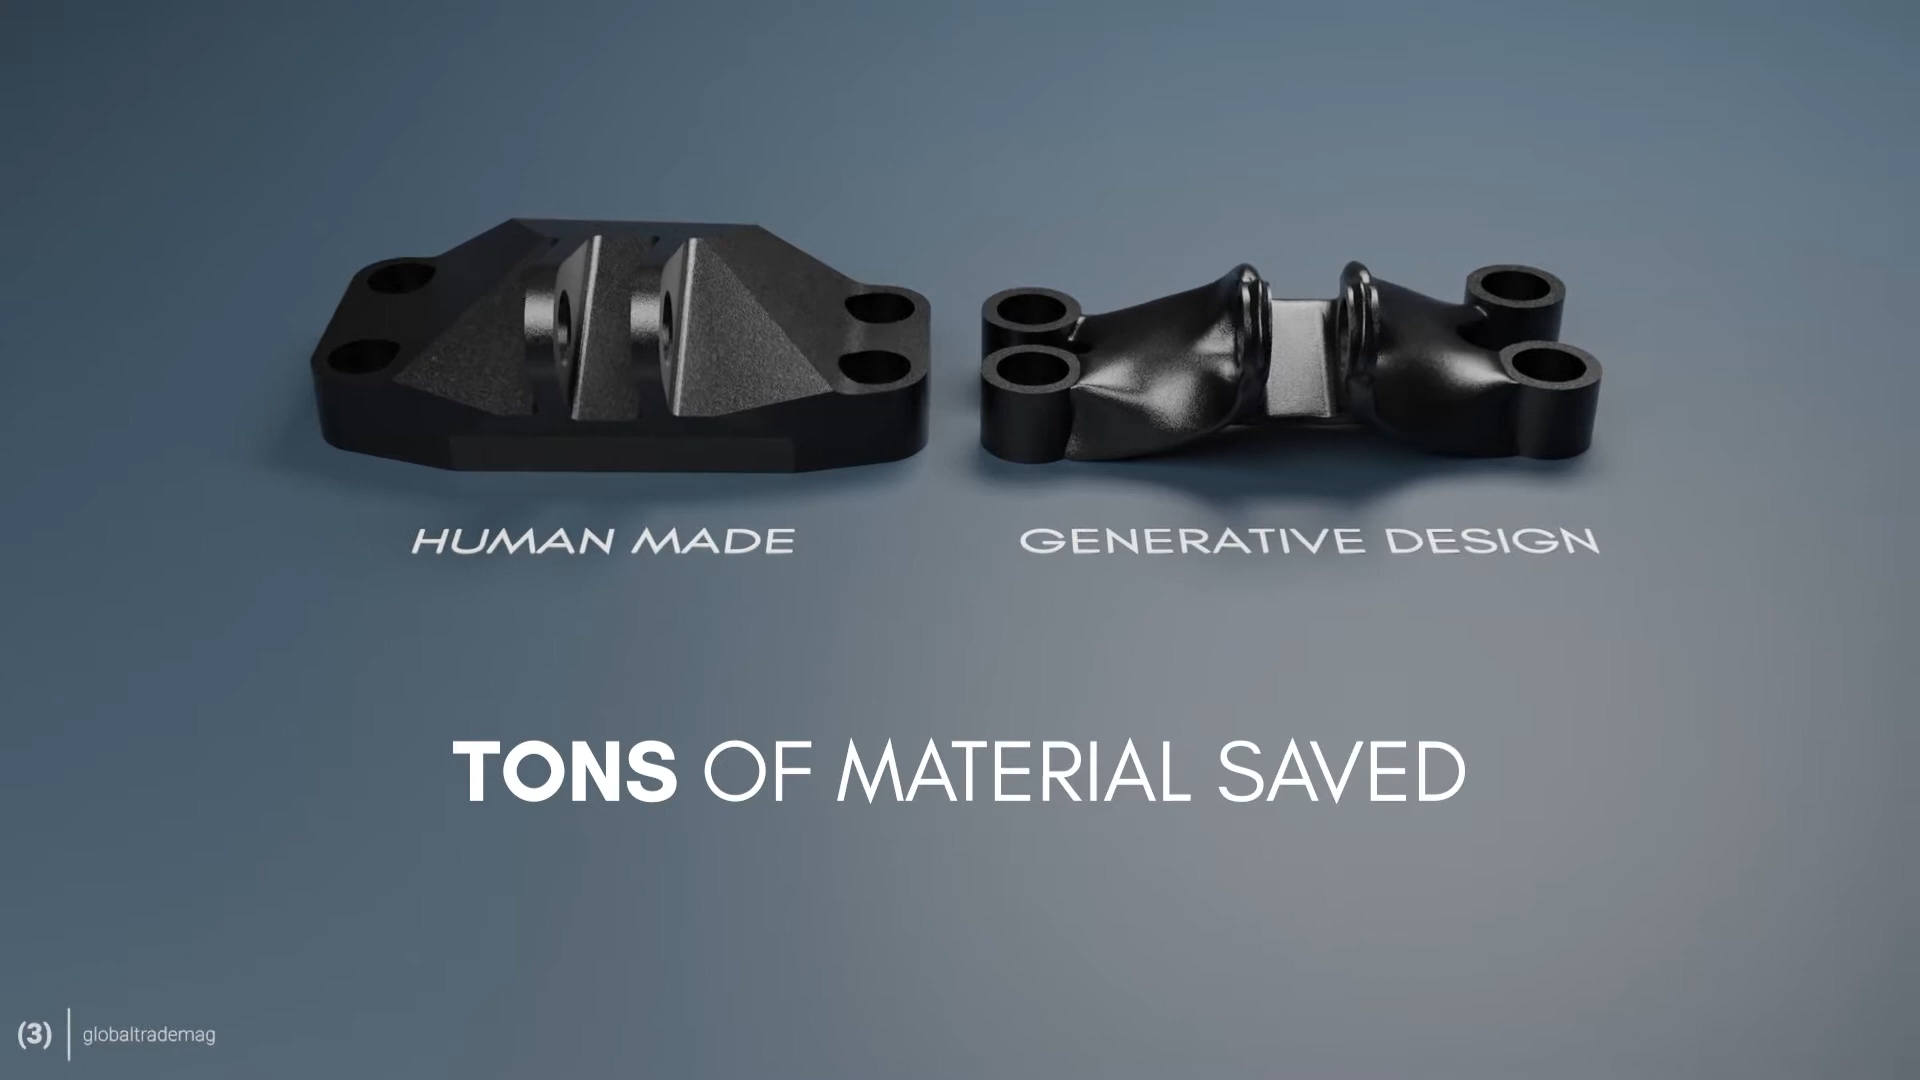 HUMAN MADE
GENERATIVE DESIGN
TONS OF MATERIAL SAVED
(3) globaltrademag